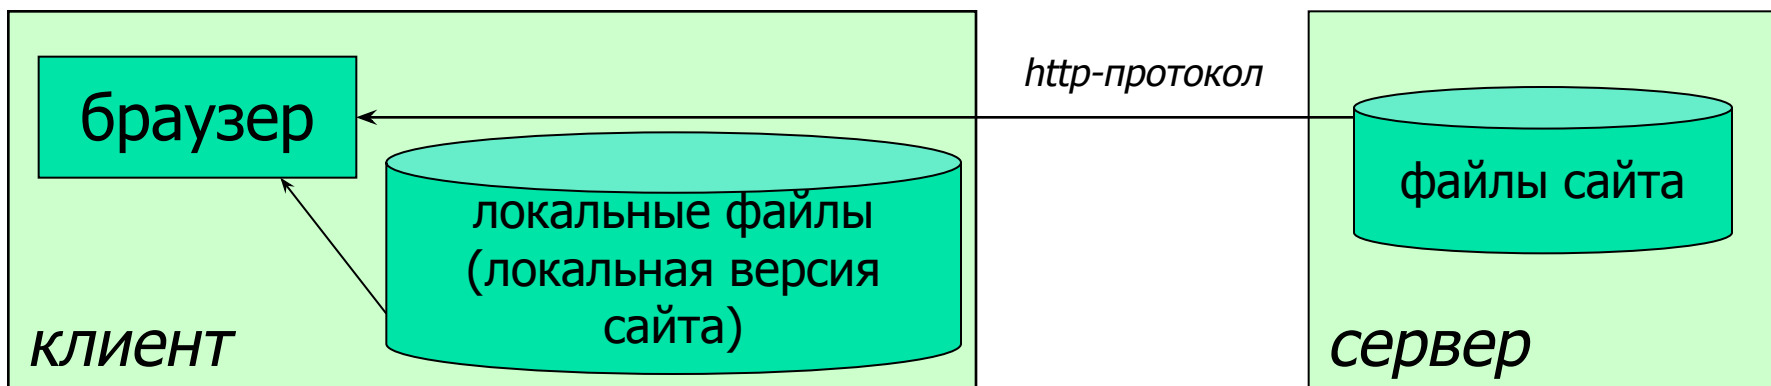 http-протокол
браузер
файлы сайта
локальные файлы
(локальная версия
сайта)
клиент
сервер